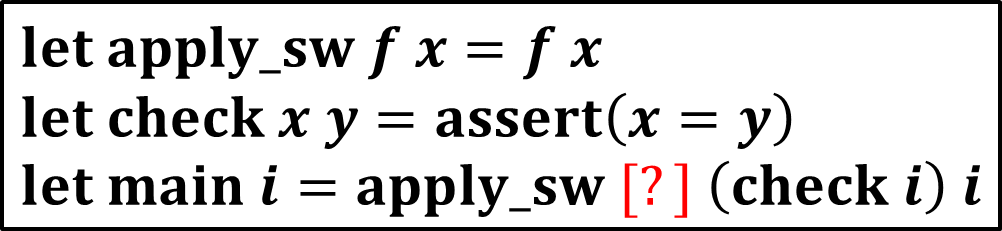 let apply_sw f x = f x
let check x y = assert(x = y)
let main i = apply_sw [?] (check i) i